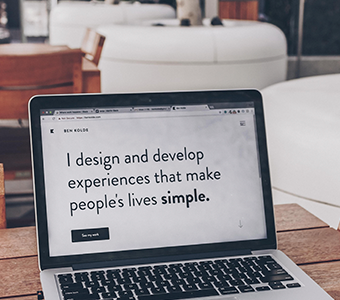 BEN KOLDE
I design and develop
experiences that make
people's lives simple.
See my work